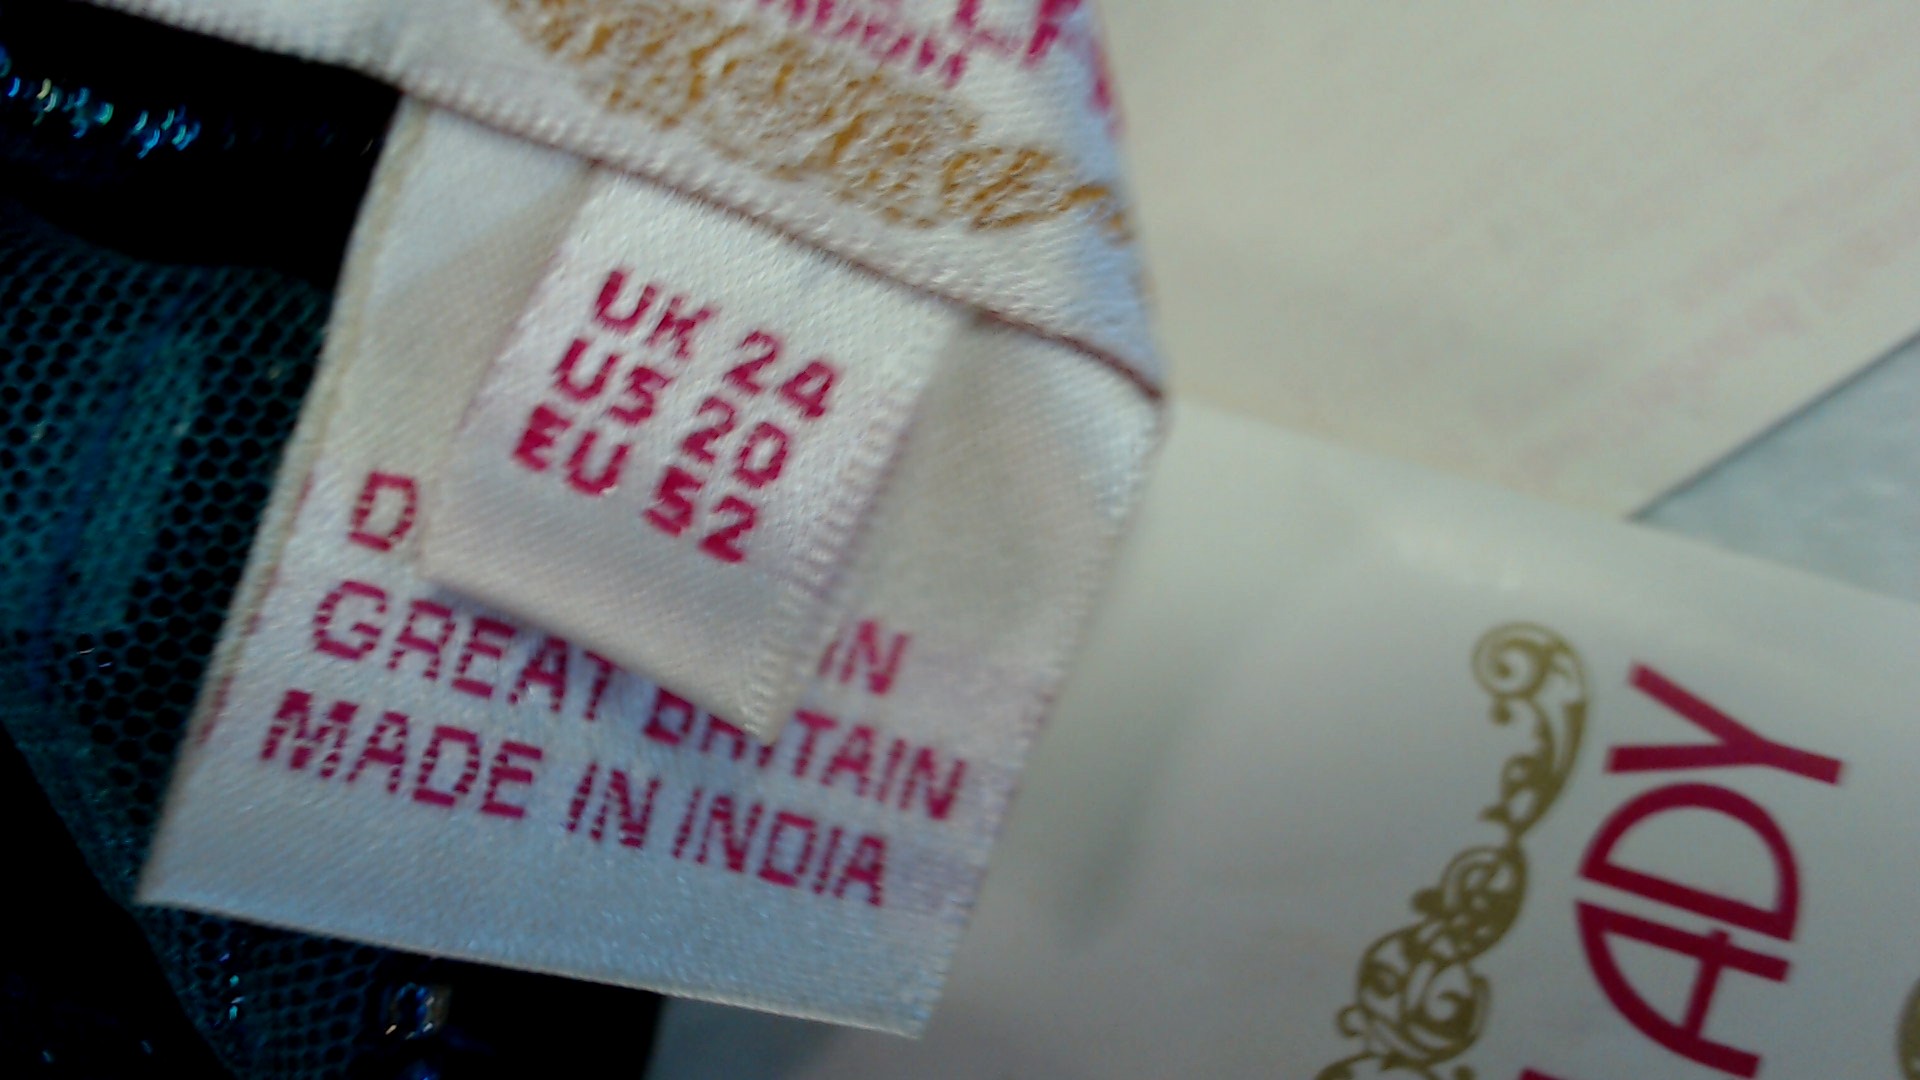 UK 24
US 20
EU 52
D
IN
GREAT BRITAIN
MADE IN INDIA
ADY